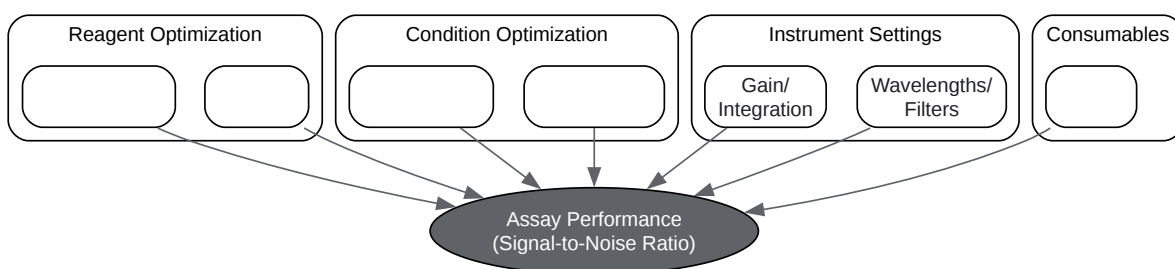 Reagent Optimization
Condition Optimization
Instrument Settings
Consumables
Gain/
Integration
Wavelengths/
Filters
Assay Performance
(Signal-to-Noise Ratio)